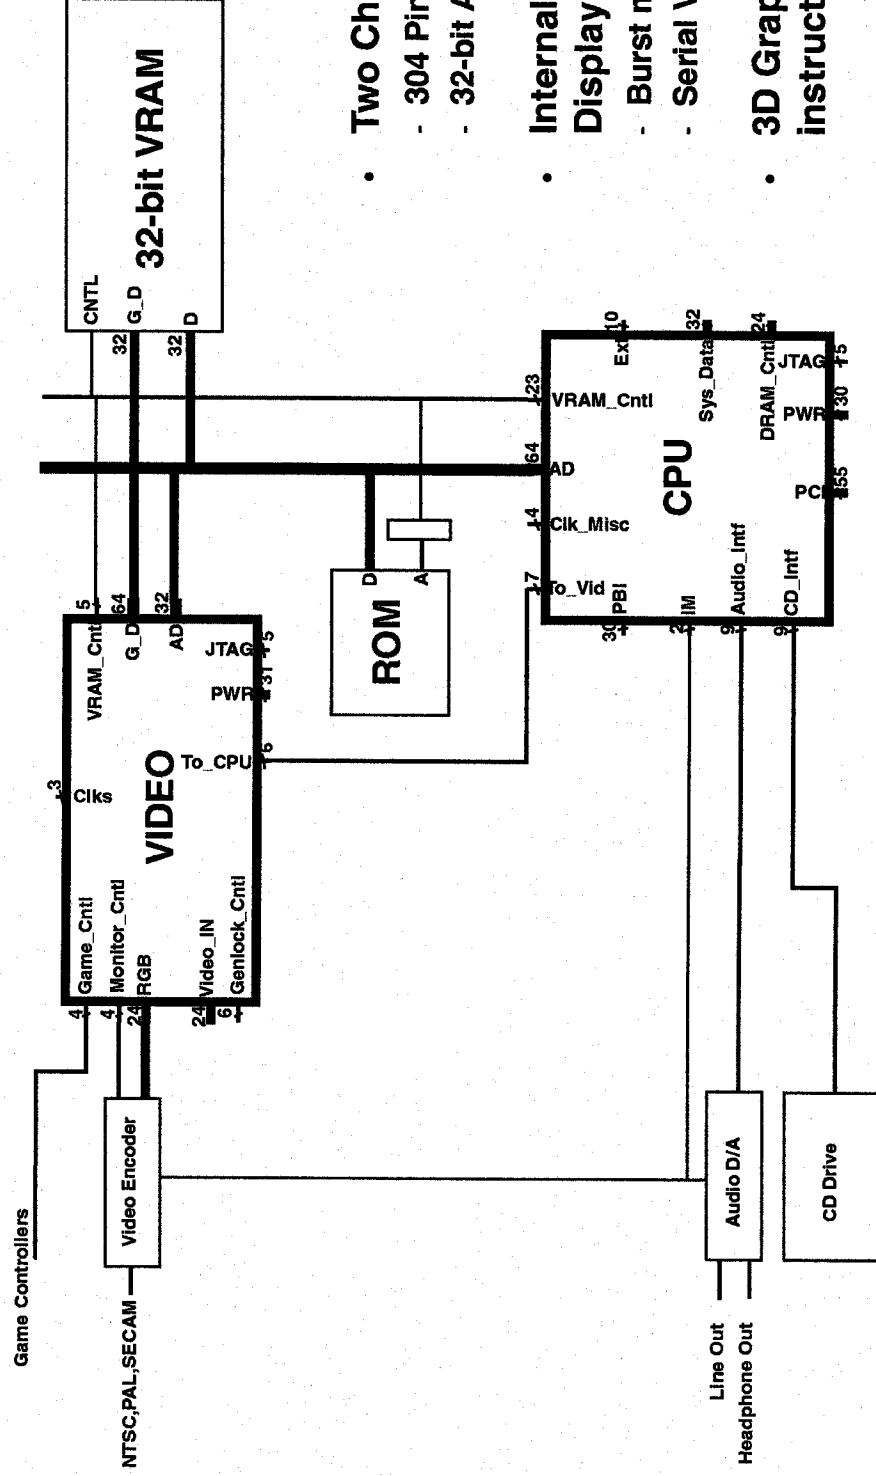 Game Controllers
NTSC,PAL,SECAM
Video Encoder
4
Game_Cntl
4
Monitor_Cntl
24
RGB
24
Video_IN
6
Genlock_Cntl
3
Clks
VIDEO
To_CPU
6
PWR
31
JTAG
5
VRAM_Cntl
5
G_D
64
AD
32
CNTL
32
G_D
32
D
32-bit VRAM
ROM
D
A
Line Out
Headphone Out
Audio D/A
CD Drive
7
To_Vid
4
Clk_Misc
64
AD
23
VRAM_Cntl
30
PBI
2
IM
9
Audio_Intf
9
CD_Intf
CPU
Ext
10
Sys_Data
32
DRAM_Cntl
24
JTAG
5
PWR
30
PCI
55
• Two Ch
- 304 Pin
- 32-bit A
• Internal
Display
- Burst
- Serial V
• 3D Grap
instruct